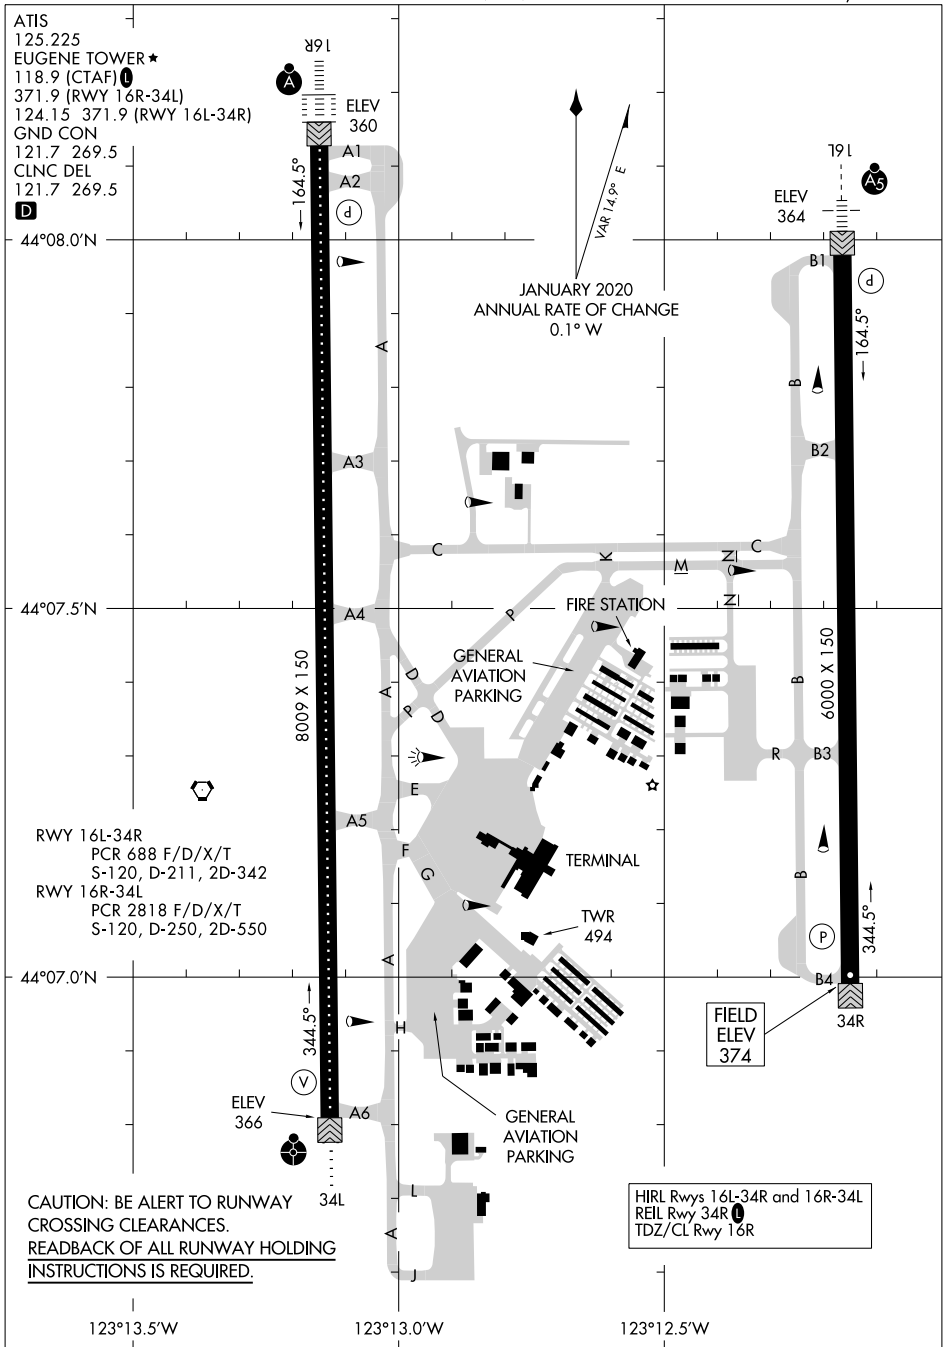 ATIS
125.225
EUGENE TOWER ★
118.9 (CTAF) L
371.9 (RWY 16R-34L)
124.15 371.9 (RWY 16L-34R)
GND CON
121.7 269.5
CLNC DEL
121.7 269.5
D
16R
A
ELEV
360
A1
A2
164.5°
P
44°08.0'N
VAR 14.9° E
JANUARY 2020
ANNUAL RATE OF CHANGE
0.1° W
16L
A5
ELEV
364
B1
P
164.5°
A
B
A3
B2
C
K
C
N
M
N
44°07.5'N
A4
P
FIRE STATION
GENERAL
AVIATION
PARKING
8009 X 150
D
A
P
D
B
6000 X 150
R
B3
E
A5
F
G
TERMINAL
RWY 16L-34R
PCR 688 F/D/X/T
S-120, D-211, 2D-342
RWY 16R-34L
PCR 2818 F/D/X/T
S-120, D-250, 2D-550
TWR
494
B
P
344.5°
A
44°07.0'N
B4
34R
FIELD
ELEV
374
344.5°
H
V
ELEV
366
A6
GENERAL
AVIATION
PARKING
34L
L
A
J
CAUTION: BE ALERT TO RUNWAY
CROSSING CLEARANCES.
READBACK OF ALL RUNWAY HOLDING
INSTRUCTIONS IS REQUIRED.
HIRL Rwys 16L-34R and 16R-34L
REIL Rwy 34R L
TDZ/CL Rwy 16R
123°13.5'W
123°13.0'W
123°12.5'W